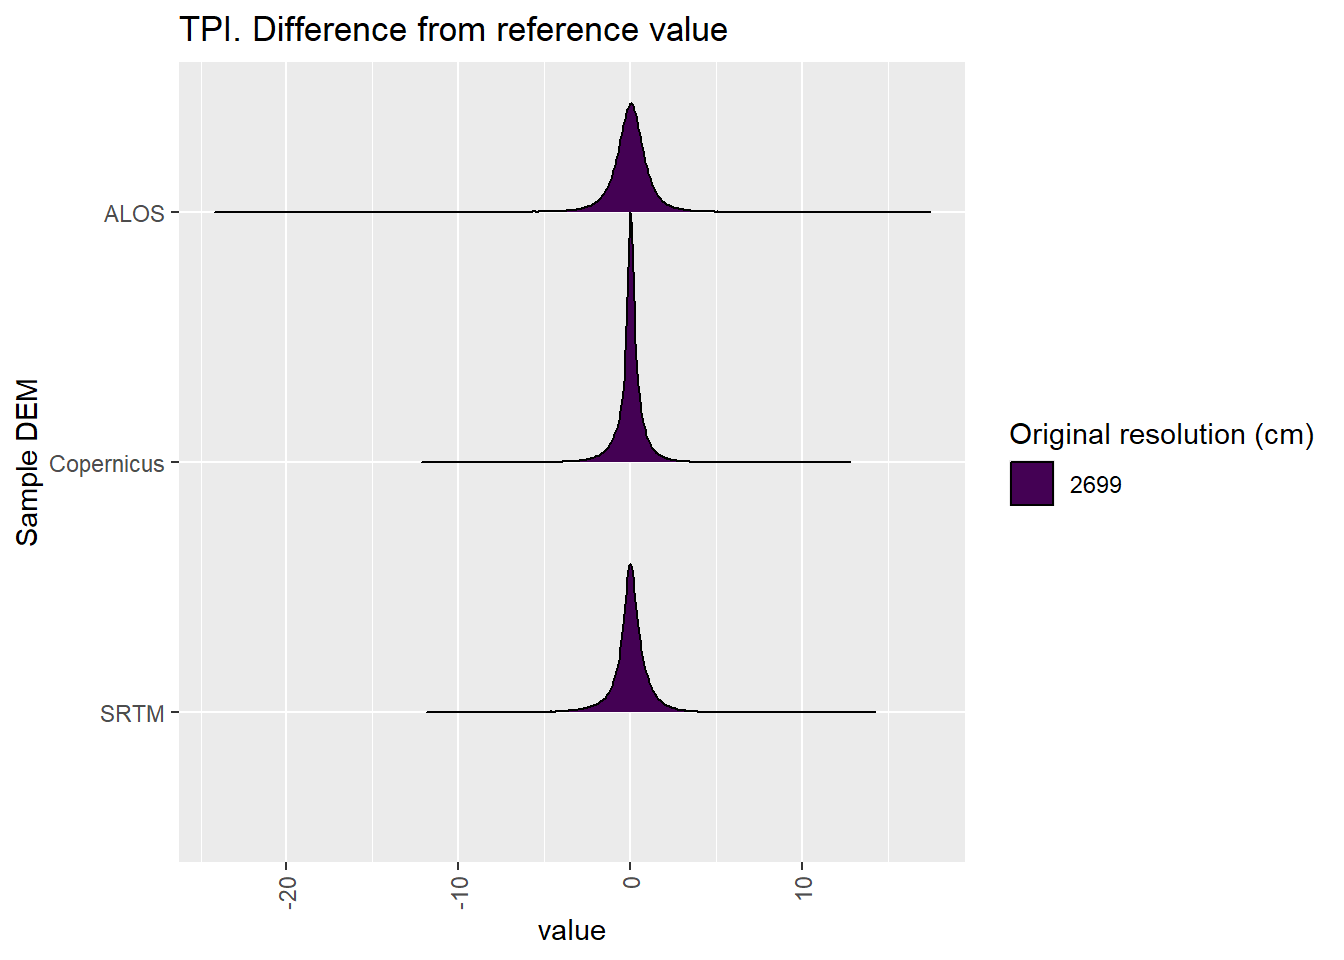 TPI. Difference from reference value
Sample DEM
ALOS
Copernicus
SRTM
-20
-10
0
10
value
Original resolution (cm)
2699